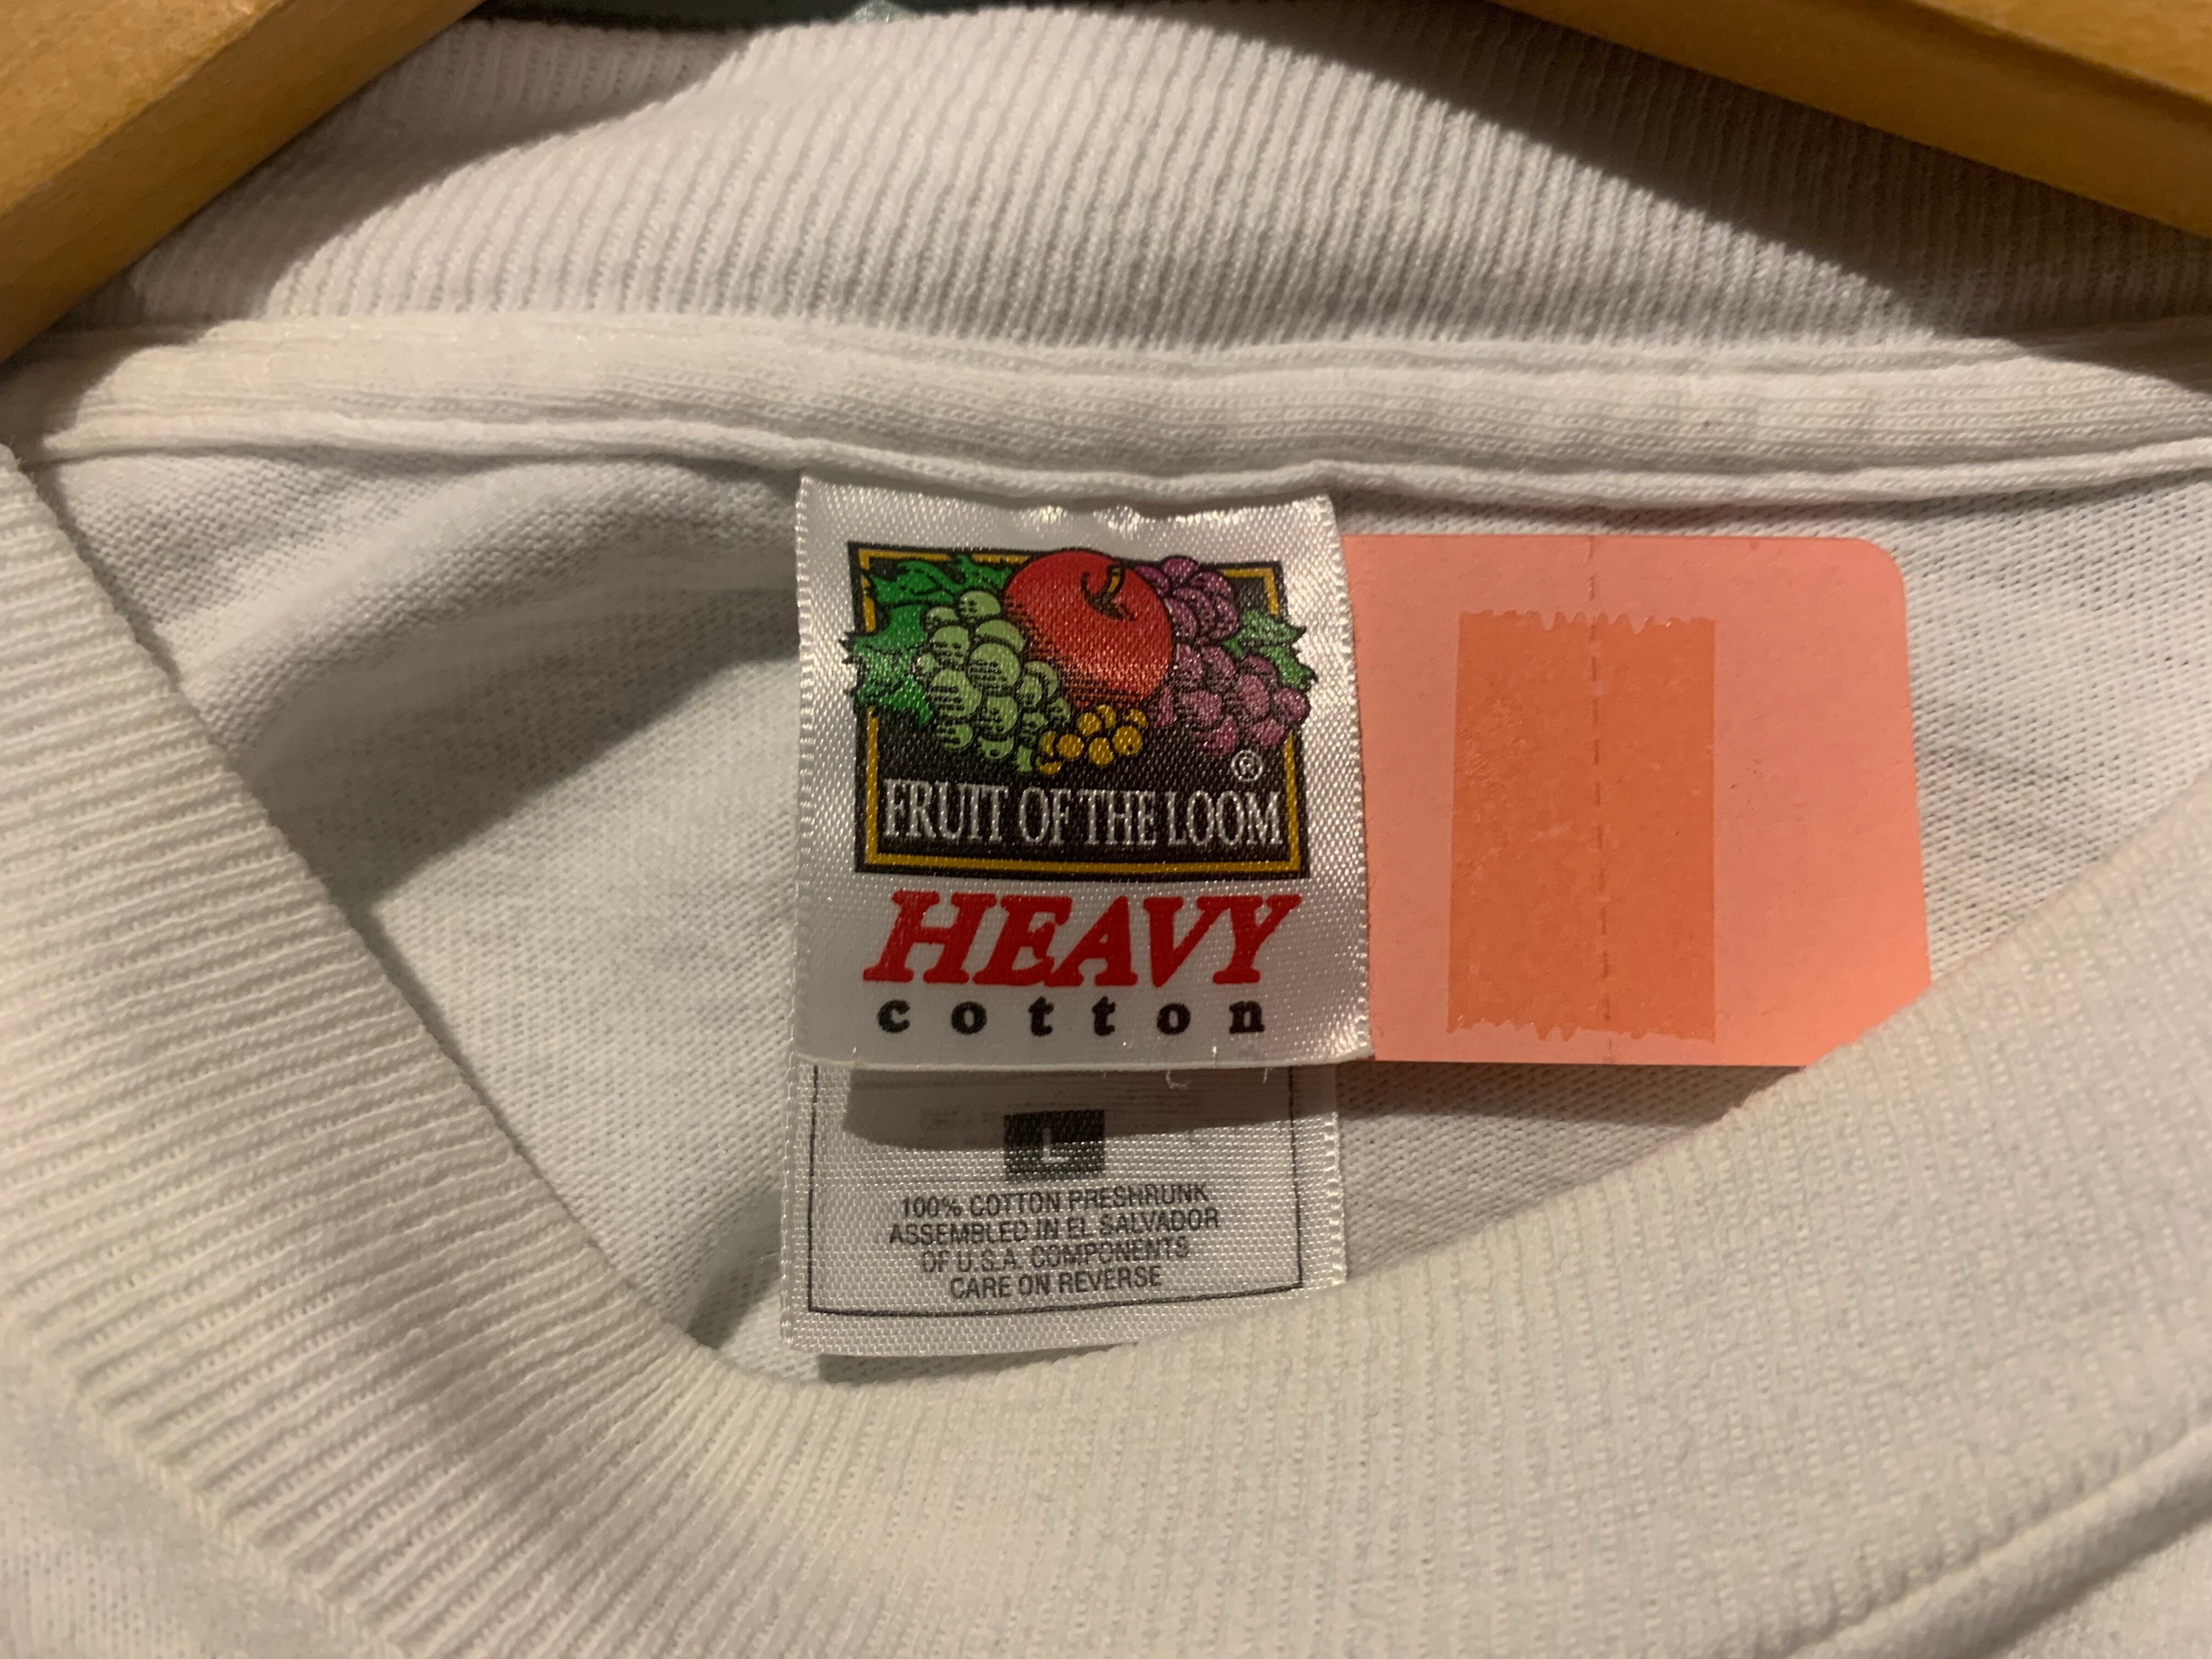 ®
FRUIT OF THE LOOM
HEAVY
cotton
L
100% COTTON PRESHRUNK
ASSEMBLED IN EL SALVADOR
OF U.S.A. COMPONENTS
CARE ON REVERSE